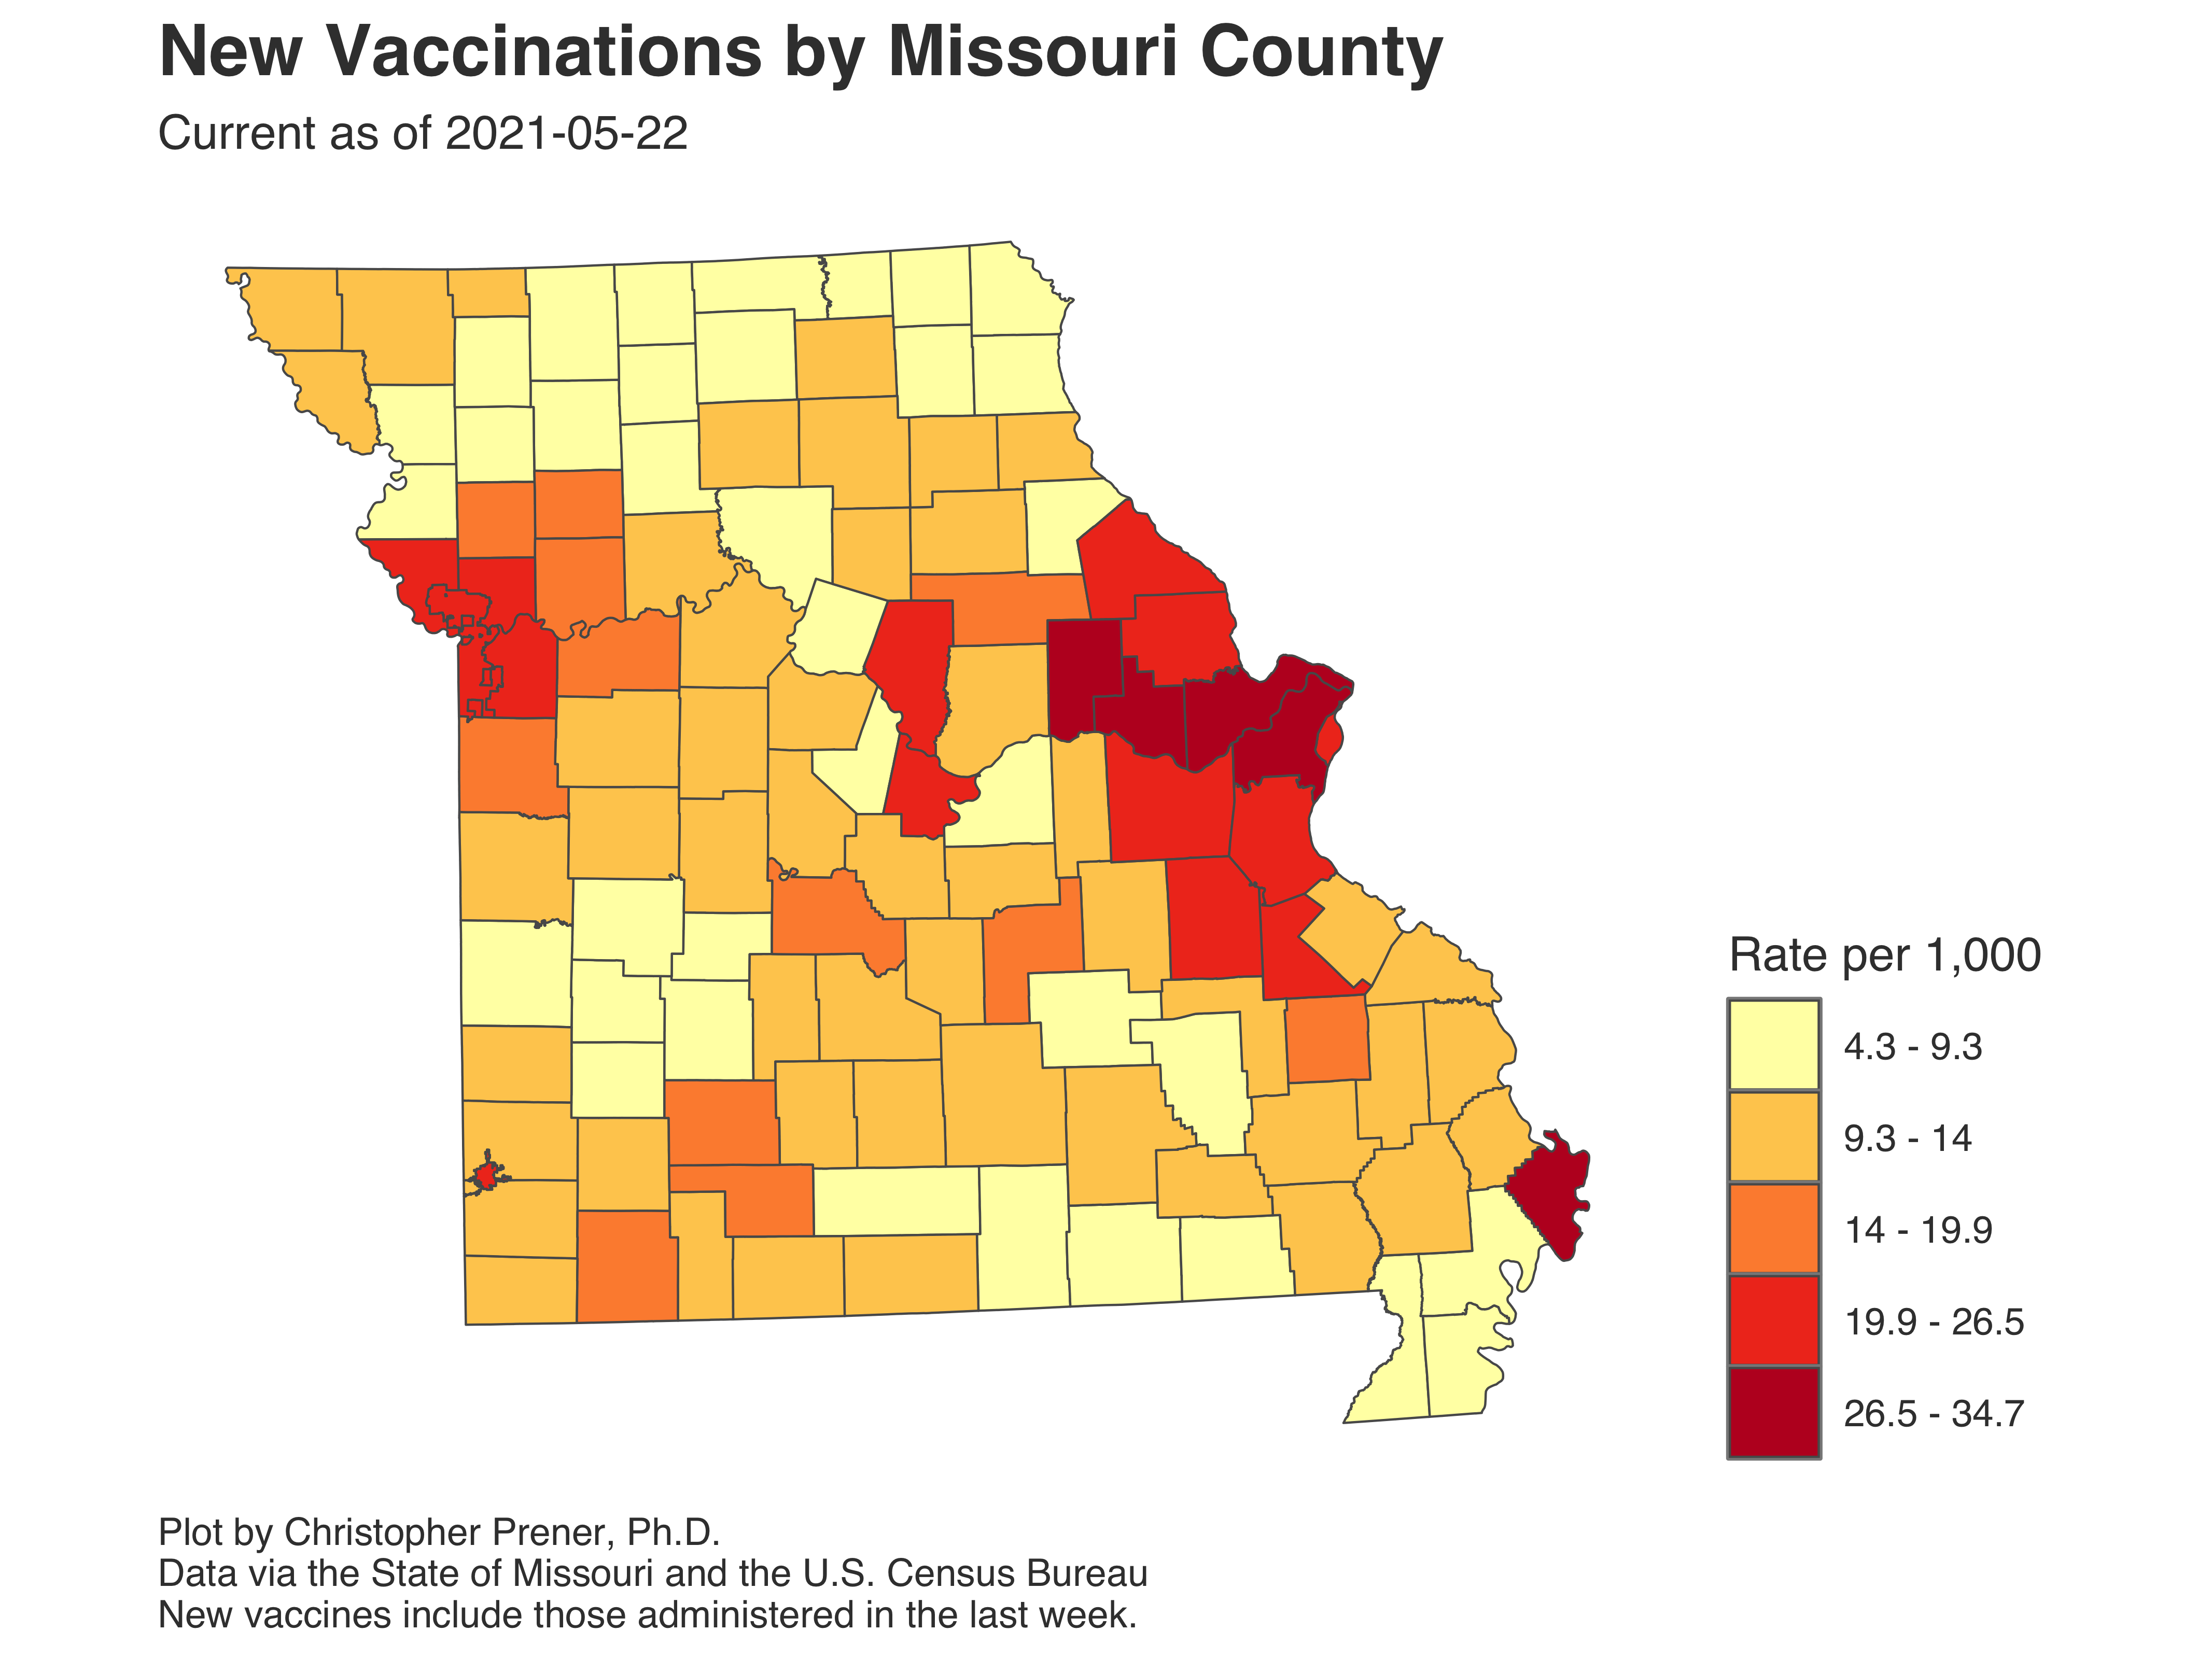 New Vaccinations by Missouri County
Current as of 2021-05-22
Rate per 1,000
4.3 - 9.3
9.3 - 14
14 - 19.9
19.9 - 26.5
26.5 - 34.7
Plot by Christopher Prener, Ph.D.
Data via the State of Missouri and the U.S. Census Bureau
New vaccines include those administered in the last week.